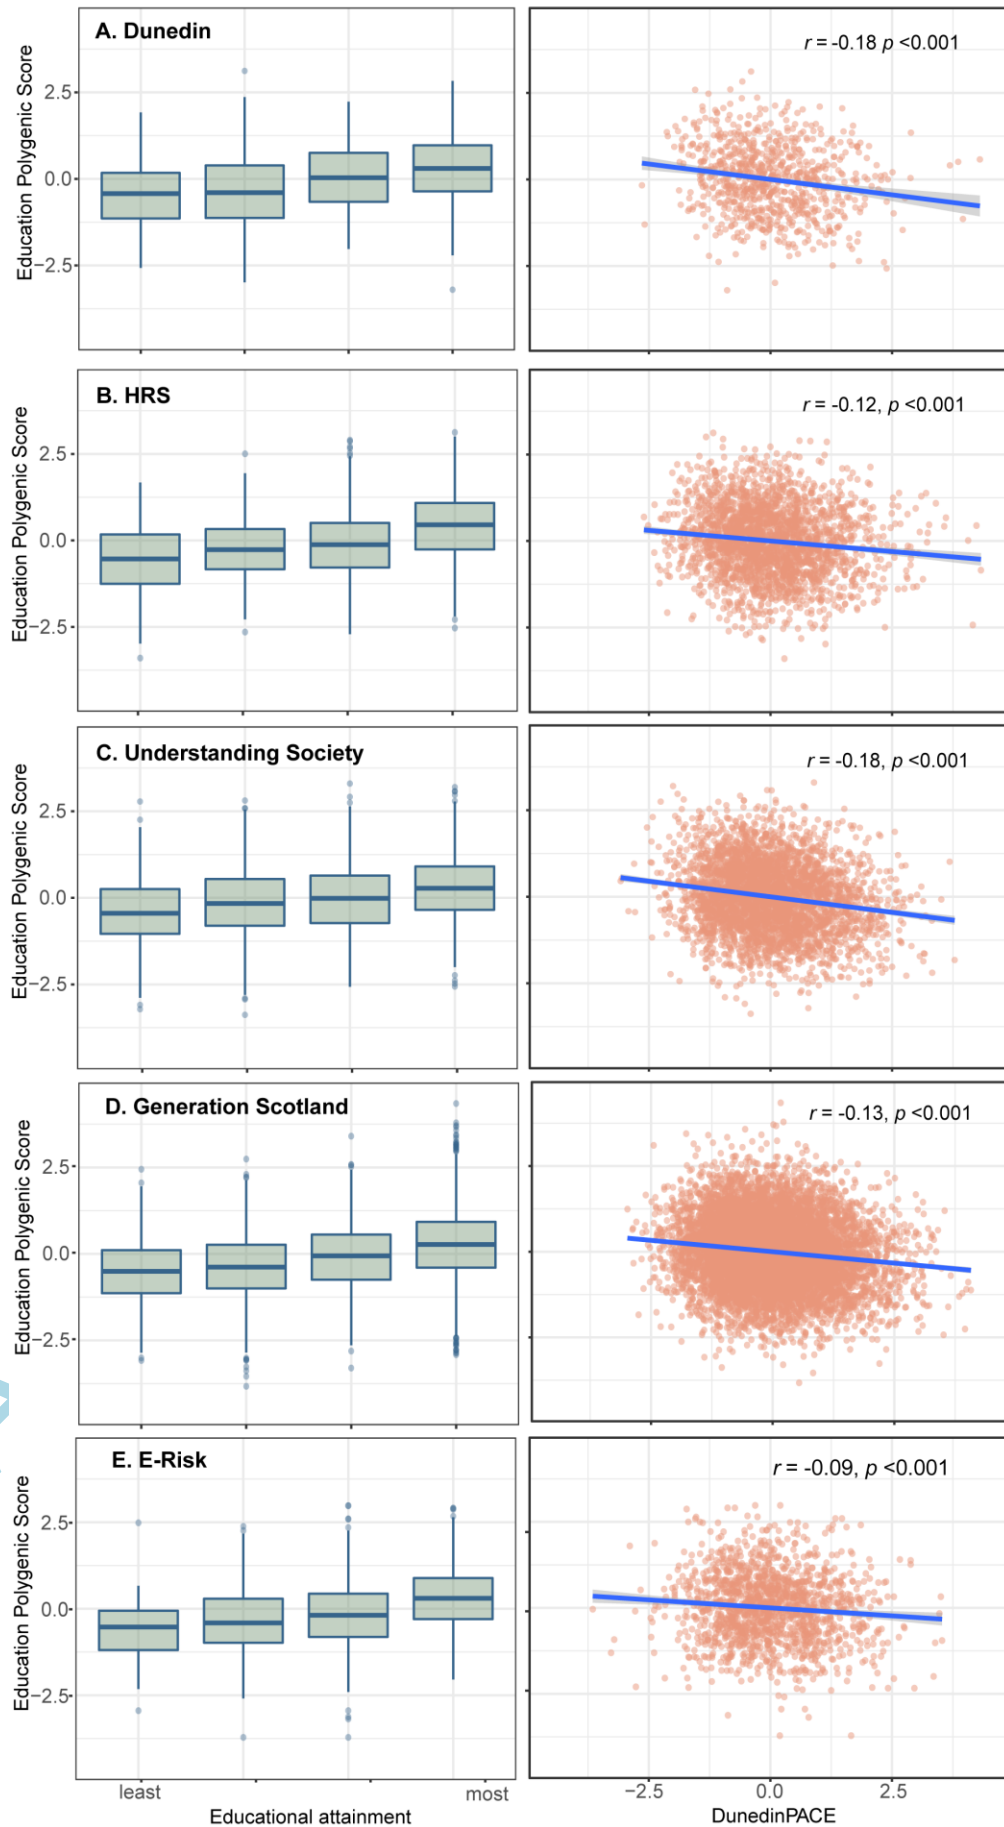 A. Dunedin
r = -0.18 p <0.001
Education Polygenic Score
2.5
0.0
−2.5
B. HRS
r = -0.12, p <0.001
Education Polygenic Score
2.5
0.0
−2.5
C. Understanding Society
r = -0.18, p <0.001
Education Polygenic Score
2.5
0.0
−2.5
D. Generation Scotland
r = -0.13, p <0.001
Education Polygenic Score
2.5
0.0
−2.5
E. E-Risk
r = -0.09, p <0.001
Education Polygenic Score
2.5
0.0
−2.5
least most
Educational attainment
−2.5 0.0 2.5
DunedinPACE